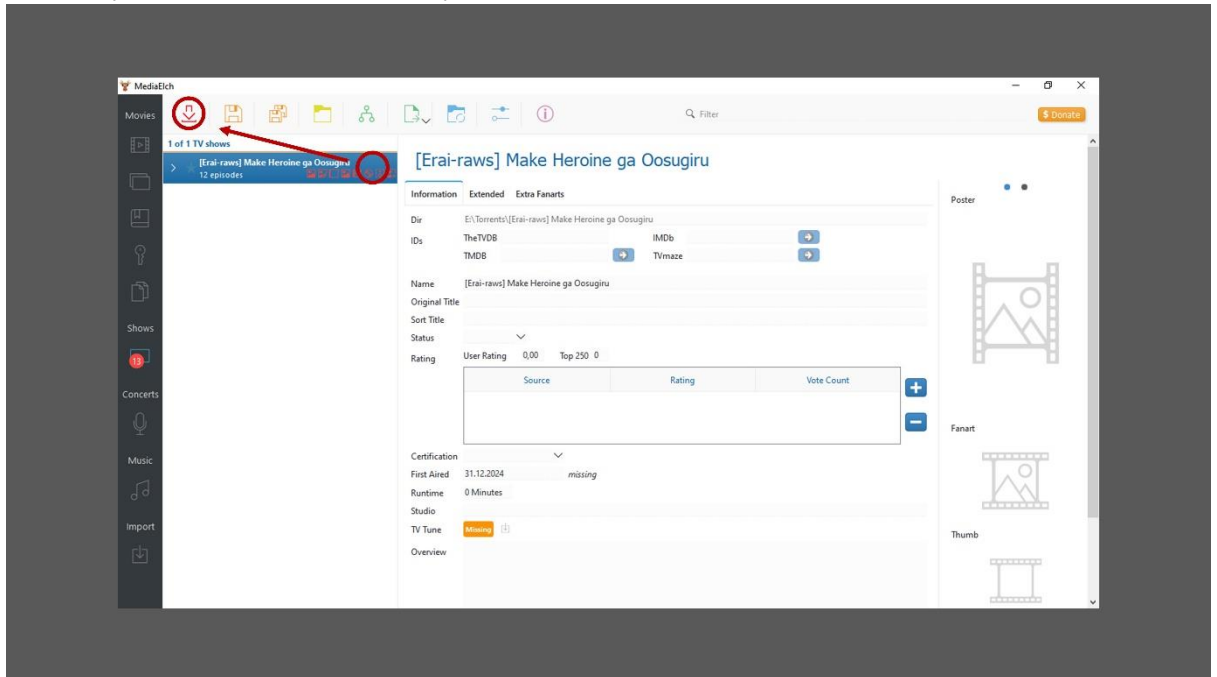 MediaElch
Movies
Filter
$ Donate
1 of 1 TV shows
[Erai-raws] Make Heroine ga Oosugiru
12 episodes
[Erai-raws] Make Heroine ga Oosugiru
Information Extended Extra Fanarts
Poster
Dir E:\Torrents\[Erai-raws] Make Heroine ga Oosugiru
IDs TheTVDB IMDb
TMDB TVmaze
Name [Erai-raws] Make Heroine ga Oosugiru
Original Title
Sort Title
Shows
Status
13
Rating User Rating 0,00 Top 250 0
Source Rating Vote Count
Concerts
Fanart
Certification
Music
First Aired 31.12.2024 missing
Runtime 0 Minutes
Studio
Import
TV Tune Missing
Thumb
Overview